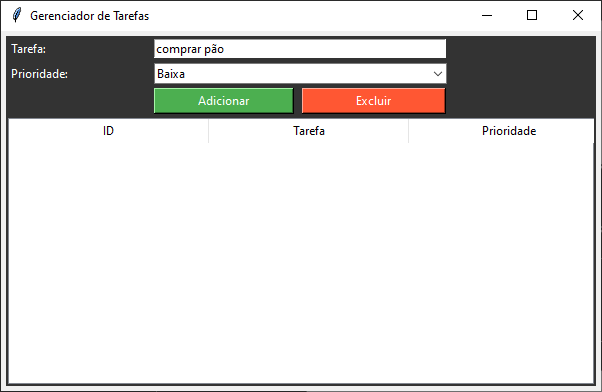 Gerenciador de Tarefas
Tarefa: comprar pão
Prioridade: Baixa
Adicionar Excluir
ID Tarefa Prioridade